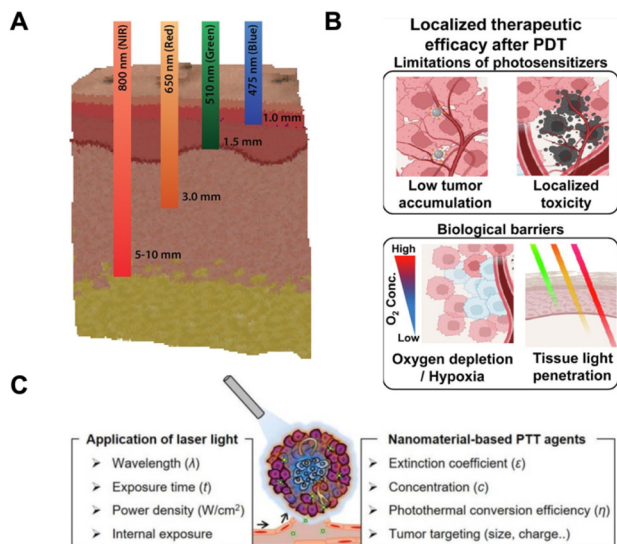 A
800 nm (NIR)
650 nm (Red)
510 nm (Green)
475 nm (Blue)
1.0 mm
1.5 mm
3.0 mm
5-10 mm
B
Localized therapeutic
efficacy after PDT
Limitations of photosensitizers
Low tumor
accumulation
Localized
toxicity
Biological barriers
High
O2 Conc.
Low
Oxygen depletion
/ Hypoxia
Tissue light
penetration
C
Application of laser light
➢ Wavelength (λ)
➢ Exposure time (t)
➢ Power density (W/cm²)
➢ Internal exposure
Nanomaterial-based PTT agents
➢ Extinction coefficient (ε)
➢ Concentration (c)
➢ Photothermal conversion efficiency (η)
➢ Tumor targeting (size, charge..)